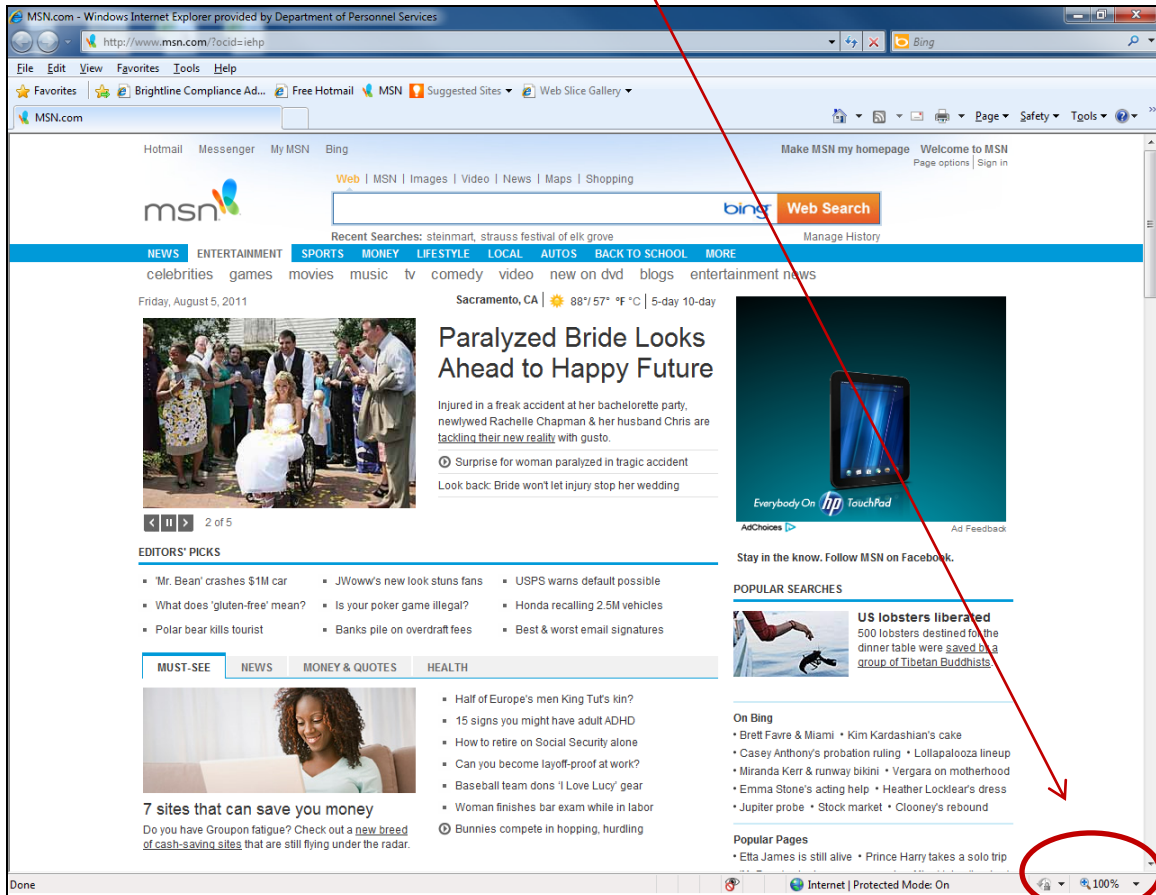 MSN.com - Windows Internet Explorer provided by Department of Personnel Services
http://www.msn.com/?ocid=iehp
Bing
File Edit View Favorites Tools Help
Favorites Brightline Compliance Ad... Free Hotmail MSN Suggested Sites Web Slice Gallery
MSN.com Page Safety Tools
Hotmail Messenger My MSN Bing Make MSN my homepage Welcome to MSN
Page options | Sign in
Web | MSN | Images | Video | News | Maps | Shopping
msn bing Web Search
Recent Searches: steinmart, strauss festival of elk grove Manage History
NEWS ENTERTAINMENT SPORTS MONEY LIFESTYLE LOCAL AUTOS BACK TO SCHOOL MORE
celebrities games movies music tv comedy video new on dvd blogs entertainment news
Friday, August 5, 2011 Sacramento, CA | 88°/ 57° °F °C | 5-day 10-day
Paralyzed Bride Looks
Ahead to Happy Future
Injured in a freak accident at her bachelorette party,
newlywed Rachelle Chapman & her husband Chris are
tackling their new reality with gusto.
Surprise for woman paralyzed in tragic accident
Look back: Bride won't let injury stop her wedding
2 of 5
Everybody On hp TouchPad
AdChoices Ad Feedback
EDITORS' PICKS
'Mr. Bean' crashes $1M car
What does 'gluten-free' mean?
Polar bear kills tourist
JWoww's new look stuns fans
Is your poker game illegal?
Banks pile on overdraft fees
USPS warns default possible
Honda recalling 2.5M vehicles
Best & worst email signatures
Stay in the know. Follow MSN on Facebook.
POPULAR SEARCHES
US lobsters liberated
500 lobsters destined for the
dinner table were saved by a
group of Tibetan Buddhists.
MUST-SEE NEWS MONEY & QUOTES HEALTH
7 sites that can save you money
Do you have Groupon fatigue? Check out a new breed
of cash-saving sites that are still flying under the radar.
Half of Europe's men King Tut's kin?
15 signs you might have adult ADHD
How to retire on Social Security alone
Can you become layoff-proof at work?
Baseball team dons 'I Love Lucy' gear
Woman finishes bar exam while in labor
Bunnies compete in hopping, hurdling
On Bing
• Brett Favre & Miami • Kim Kardashian's cake
• Casey Anthony's probation ruling • Lollapalooza lineup
• Miranda Kerr & runway bikini • Vergara on motherhood
• Emma Stone's acting help • Heather Locklear's dress
• Jupiter probe • Stock market • Clooney's rebound
Popular Pages
• Etta James is still alive • Prince Harry takes a solo trip
Done Internet | Protected Mode: On 100%